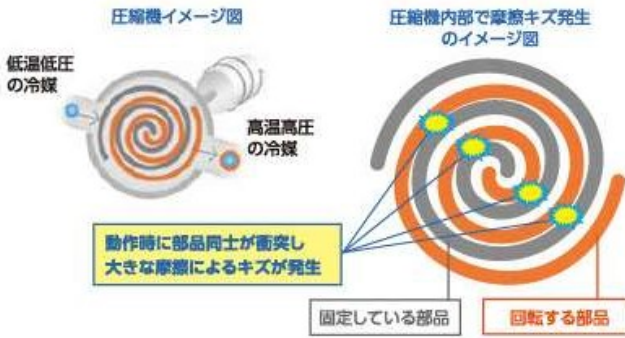 圧縮機イメージ図
圧縮機内部で摩擦キズ発生
のイメージ図
低温低圧
の冷媒
高温高圧
の冷媒
動作時に部品同士が衝突し
大きな摩擦によるキズが発生
固定している部品
回転する部品